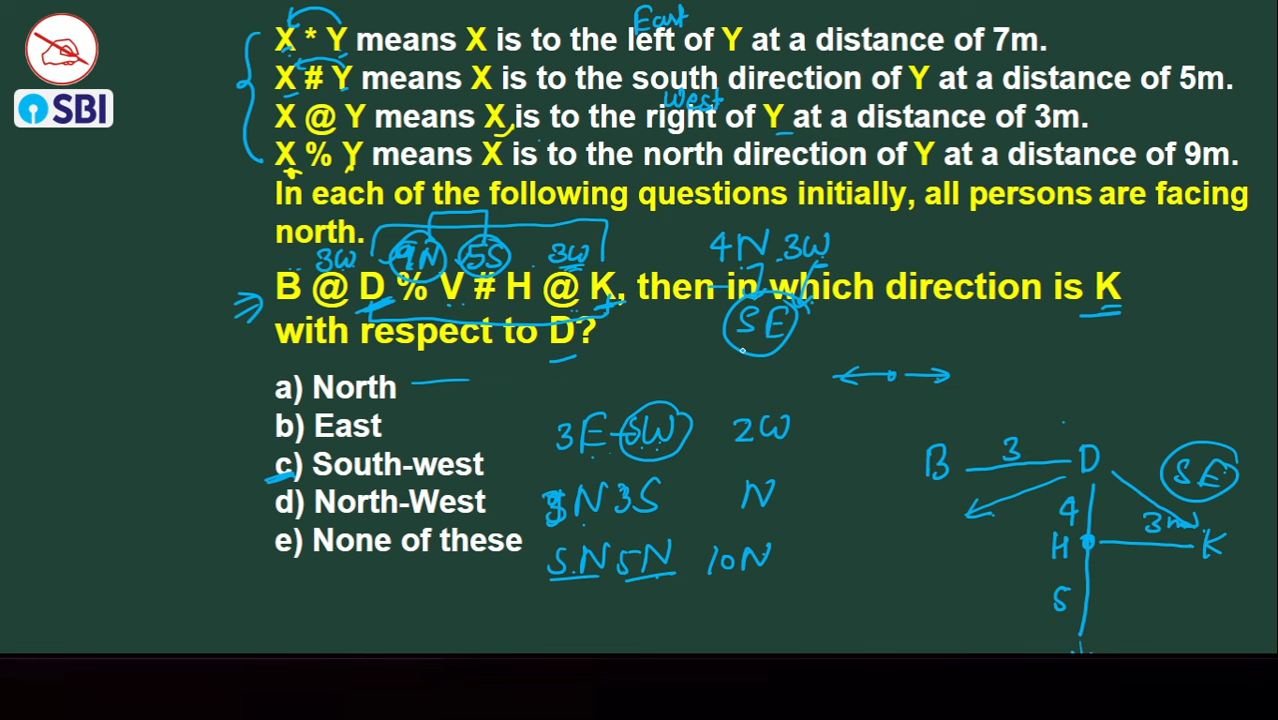 East
X * Y means X is to the left of Y at a distance of 7m.
X # Y means X is to the south direction of Y at a distance of 5m.
west
X @ Y means X is to the right of Y at a distance of 3m.
SBI
X % Y means X is to the north direction of Y at a distance of 9m.
In each of the following questions initially, all persons are facing
north.
3W 9N 5S 3W 4N 3W
B @ D % V # H @ K, then in which direction is K
with respect to D?
SE
a) North
b) East
3E 5W 2W
B 3 D SE
c) South-west
d) North-West
3N 3S N
4 3m
H K
e) None of these
5N 5N 10N
5